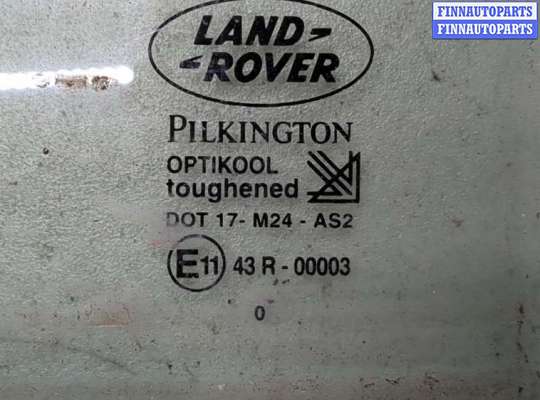 FINNAUTOPARTS
FINNAUTOPARTS
LAND
ROVER
PILKINGTON
OPTIKOOL
toughened
DOT 17- M24 - AS2
E11 43 R - 00003
0